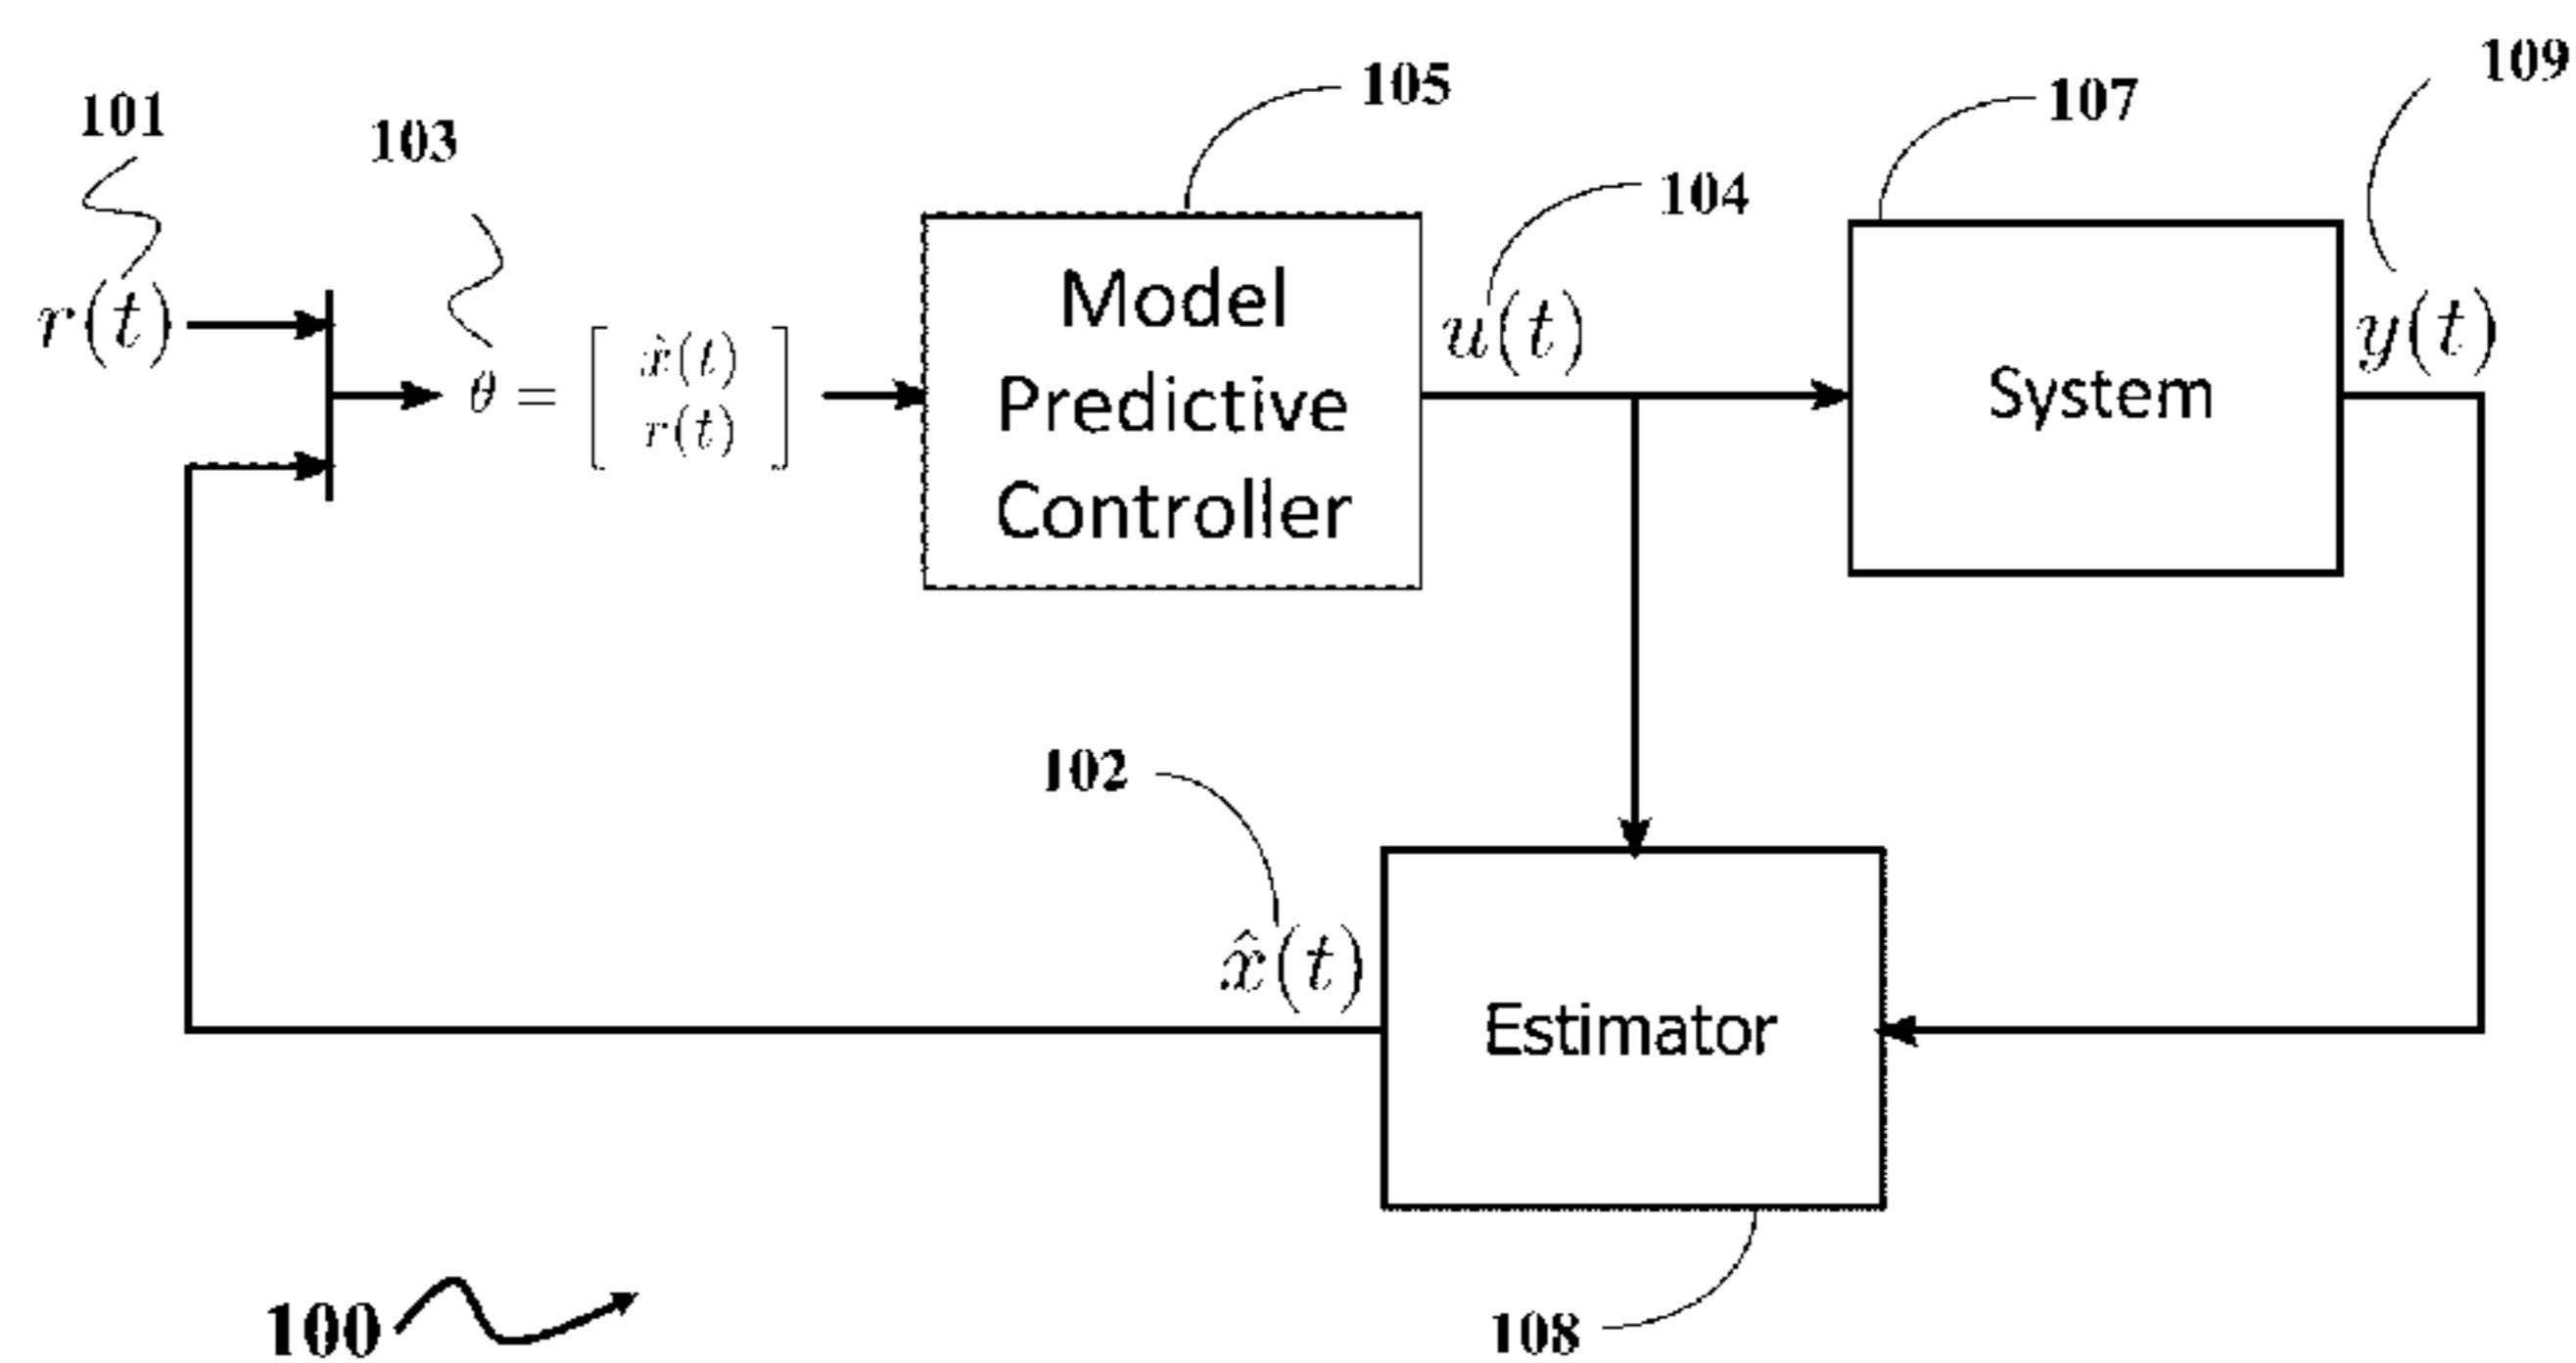 101
103
105
104
107
109
r(t)
θ = [ x̂(t) r(t) ]
Model
Predictive
Controller
u(t)
System
y(t)
102
x̂(t)
Estimator
100
108